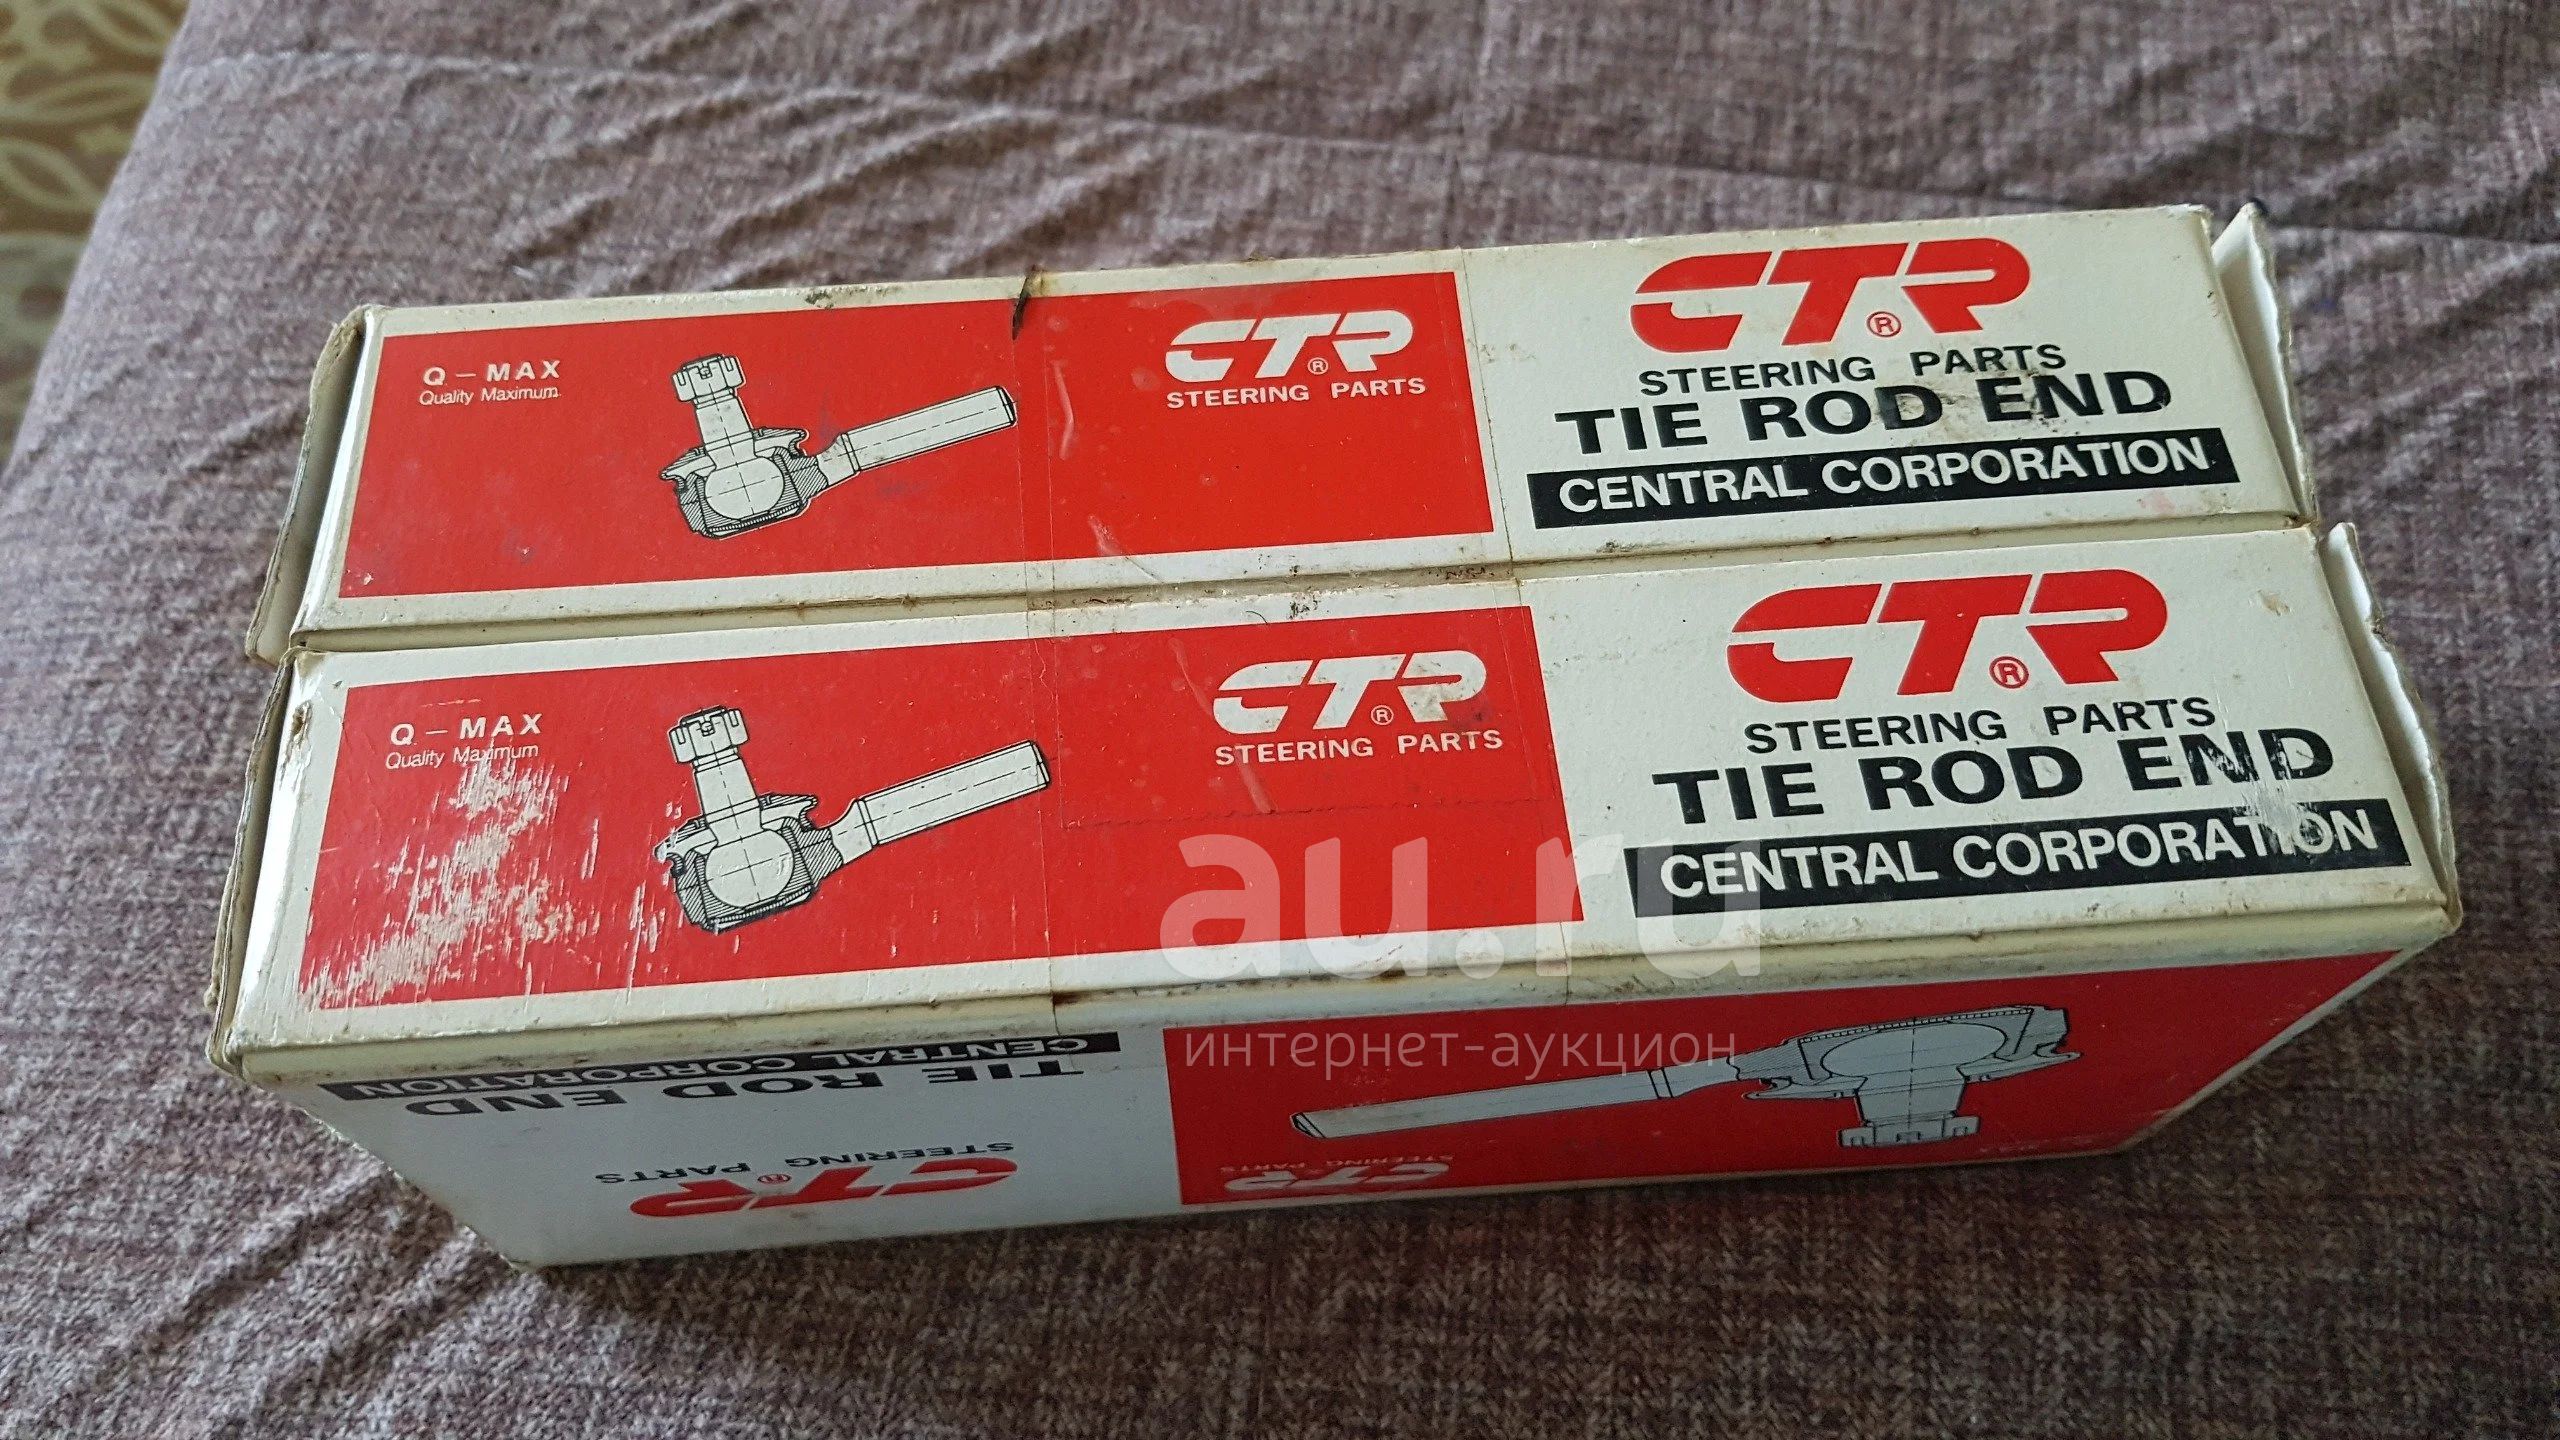 Q – MAX
Quality Maximum
CTR®
STEERING PARTS
CTR®
STEERING PARTS
TIE ROD END
CENTRAL CORPORATION
Q – MAX
Quality Maximum
CTR®
STEERING PARTS
CTR®
STEERING PARTS
TIE ROD END
CENTRAL CORPORATION
au.ru
интернет-аукцион
CTR®
STEERING PARTS
TIE ROD END
CENTRAL CORPORATION
CTR
STEERING PARTS